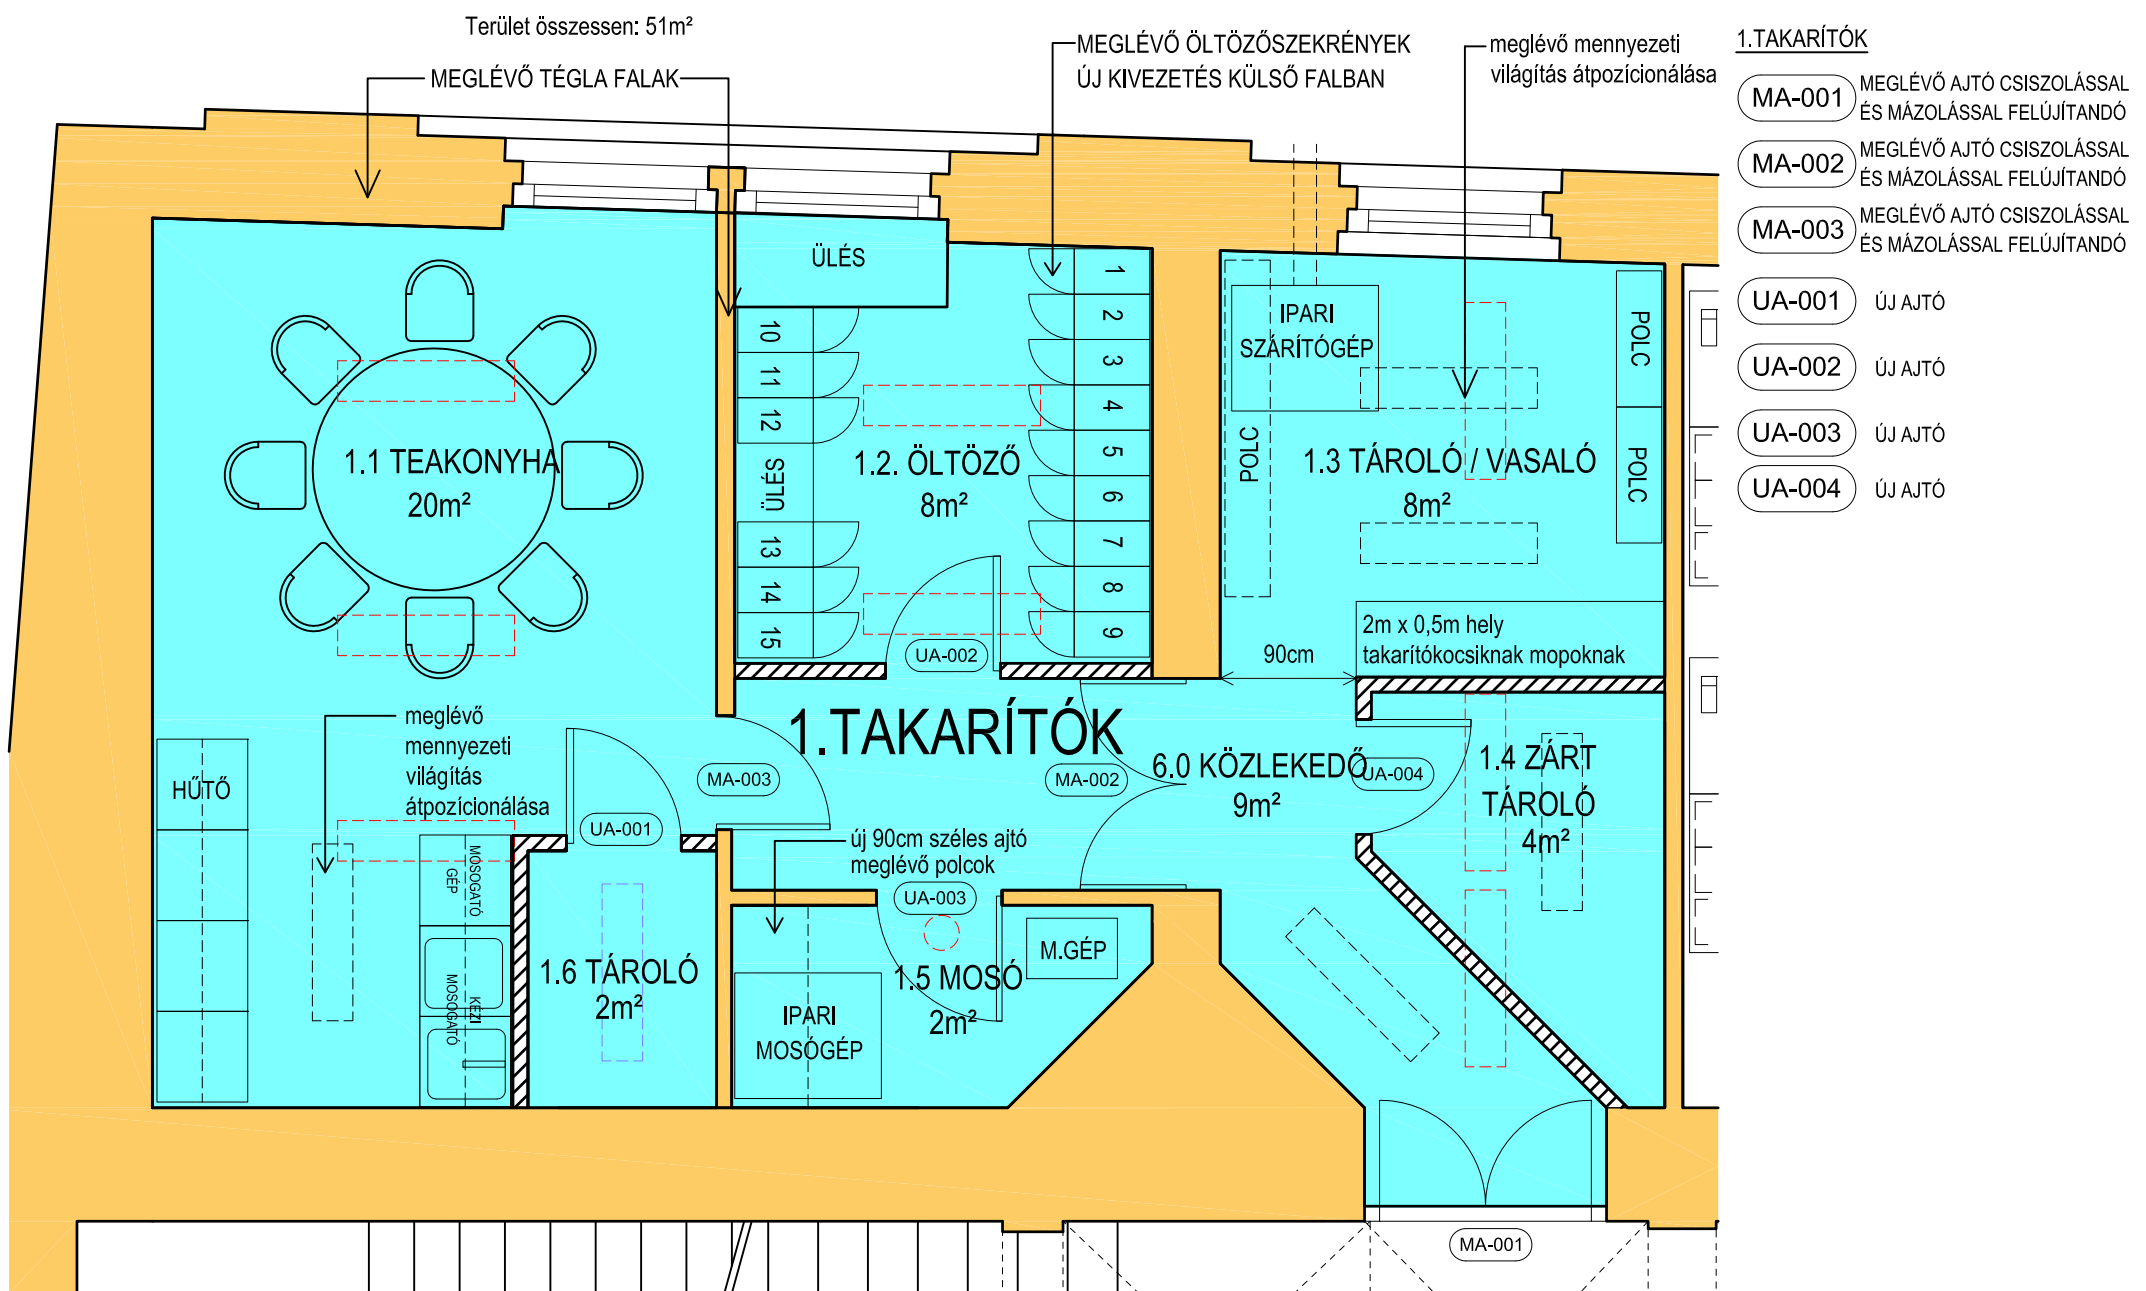 Terület összessen: 51m²
MEGLÉVŐ TÉGLA FALAK
MEGLÉVŐ ÖLTÖZŐSZEKRÉNYEK
ÚJ KIVEZETÉS KÜLSŐ FALBAN
meglévő mennyezeti
világítás átpozícionálása
1.TAKARÍTÓK
MA-001
MEGLÉVŐ AJTÓ CSISZOLÁSSAL
ÉS MÁZOLÁSSAL FELÚJÍTANDÓ
MA-002
MEGLÉVŐ AJTÓ CSISZOLÁSSAL
ÉS MÁZOLÁSSAL FELÚJÍTANDÓ
MA-003
MEGLÉVŐ AJTÓ CSISZOLÁSSAL
ÉS MÁZOLÁSSAL FELÚJÍTANDÓ
UA-001 ÚJ AJTÓ
UA-002 ÚJ AJTÓ
UA-003 ÚJ AJTÓ
UA-004 ÚJ AJTÓ
ÜLÉS
1
2
3
4
5
6
7
8
9
10
11
12
ÜLÉS
13
14
15
1.1 TEAKONYHA
20m²
1.2. ÖLTÖZŐ
8m²
IPARI
SZÁRÍTÓGÉP
POLC
POLC
POLC
1.3 TÁROLÓ / VASALÓ
8m²
2m x 0,5m hely
takarítókocsiknak mopoknak
90cm
UA-002
meglévő
mennyezeti
világítás
átpozícionálása
1.TAKARÍTÓK
MA-003
MA-002
6.0 KÖZLEKEDŐ
9m²
UA-004
1.4 ZÁRT
TÁROLÓ
4m²
HŰTŐ
UA-001
új 90cm széles ajtó
meglévő polcok
UA-003
MOSOGATÓ
GÉP
KÉZI
MOSOGATÓ
1.6 TÁROLÓ
2m²
M.GÉP
1.5 MOSÓ
2m²
IPARI
MOSÓGÉP
MA-001